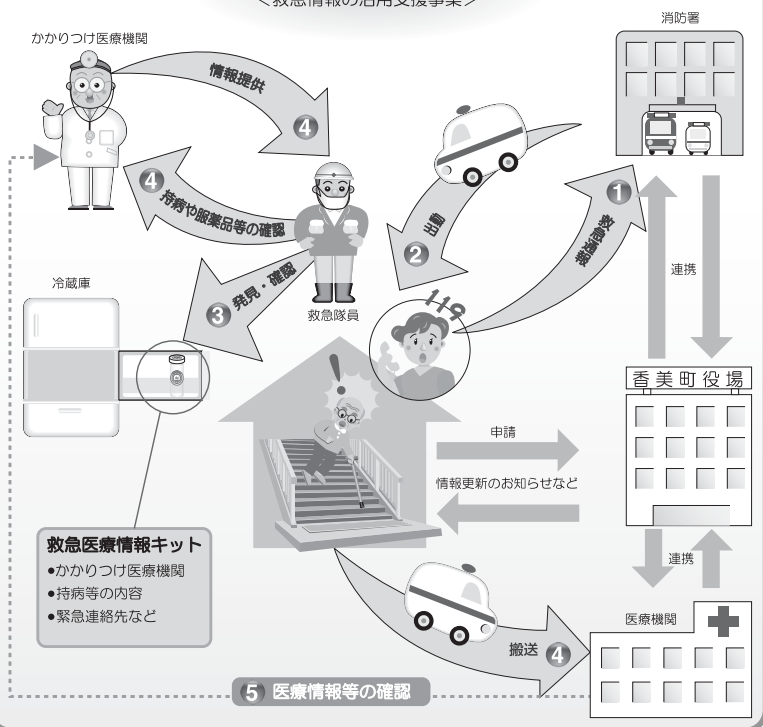 ＜救急情報の活用支援事業＞
消防署
かかりつけ医療機関
情報提供
4
4
持病や服薬品等の確認
1
救急通報
出動
2
連携
冷蔵庫
3
発見・確認
救急隊員
119
香美町役場
申請
情報更新のお知らせなど
救急医療情報キット
●かかりつけ医療機関
●持病等の内容
●緊急連絡先など
連携
医療機関
搬送
4
5 医療情報等の確認